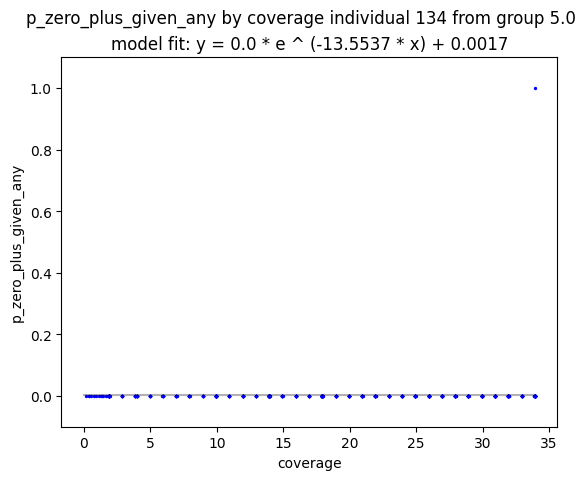 p_zero_plus_given_any by coverage individual 134 from group 5.0
model fit: y = 0.0 * e ^ (-13.5537 * x) + 0.0017
p_zero_plus_given_any
1.0
0.8
0.6
0.4
0.2
0.0
0 5 10 15 20 25 30 35
coverage